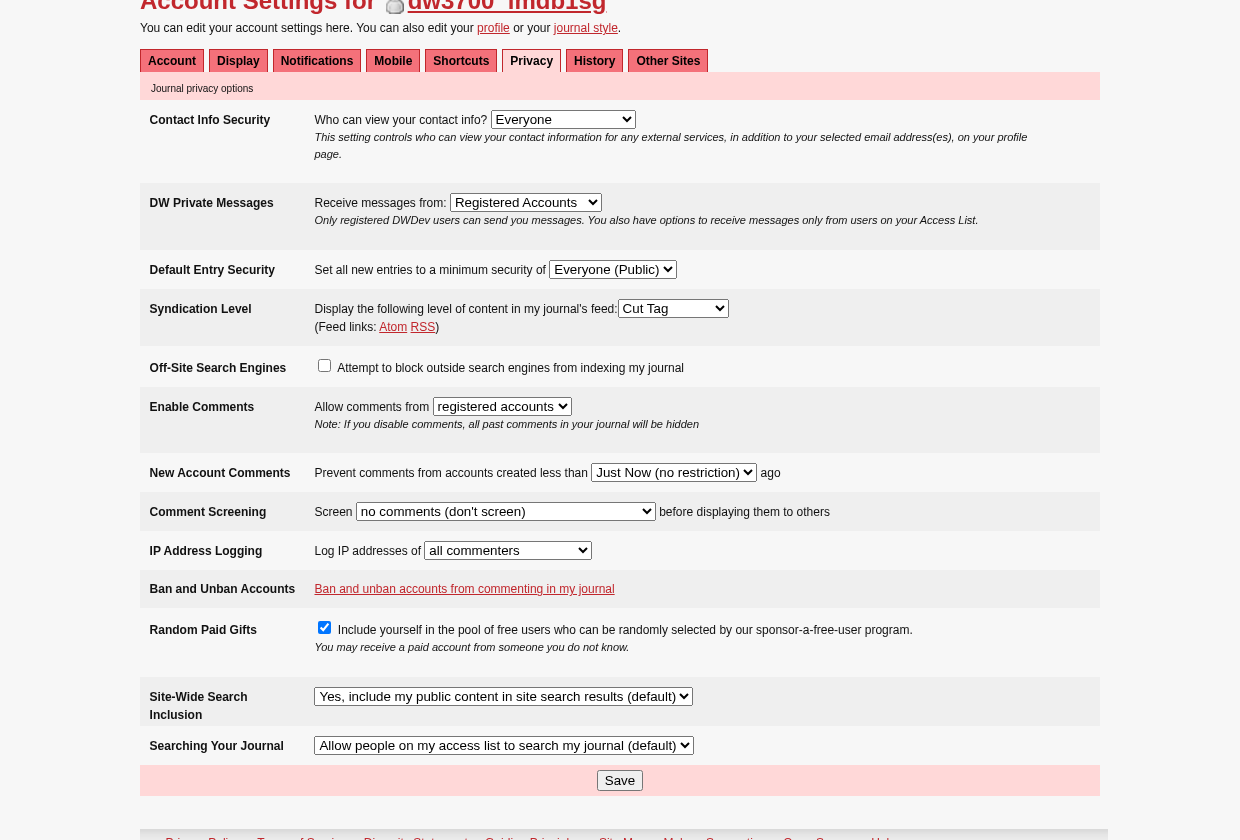 Account Settings for dw3700_imdb1sg
You can edit your account settings here. You can also edit your profile or your journal style.
Account Display Notifications Mobile Shortcuts Privacy History Other Sites
Journal privacy options
Contact Info Security Who can view your contact info? Everyone
This setting controls who can view your contact information for any external services, in addition to your selected email address(es), on your profile
page.
DW Private Messages Receive messages from: Registered Accounts
Only registered DWDev users can send you messages. You also have options to receive messages only from users on your Access List.
Default Entry Security Set all new entries to a minimum security of Everyone (Public)
Syndication Level Display the following level of content in my journal's feed: Cut Tag
(Feed links: Atom RSS)
Off-Site Search Engines Attempt to block outside search engines from indexing my journal
Enable Comments Allow comments from registered accounts
Note: If you disable comments, all past comments in your journal will be hidden
New Account Comments Prevent comments from accounts created less than Just Now (no restriction) ago
Comment Screening Screen no comments (don't screen) before displaying them to others
IP Address Logging Log IP addresses of all commenters
Ban and Unban Accounts Ban and unban accounts from commenting in my journal
Random Paid Gifts Include yourself in the pool of free users who can be randomly selected by our sponsor-a-free-user program.
You may receive a paid account from someone you do not know.
Site-Wide Search Yes, include my public content in site search results (default)
Inclusion
Searching Your Journal Allow people on my access list to search my journal (default)
Save